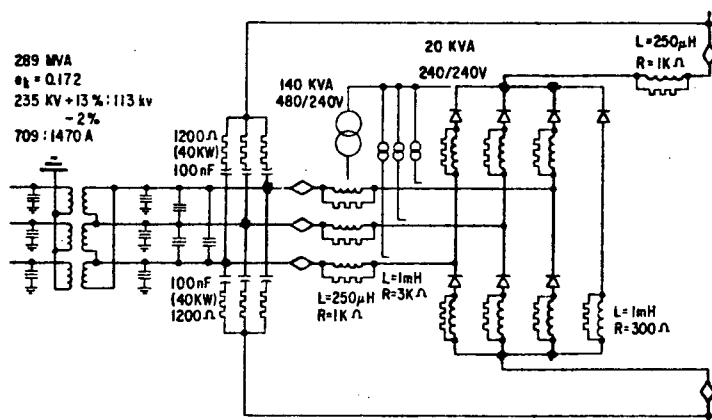 289 MVA
ek = 0.172
235 KV + 13 % : 113 kv
- 2%
709 : 1470 A
1200Ω
(40KW)
100nF
140 KVA
480/240V
20 KVA
240/240V
L=250μH
R=1KΩ
100nF
(40KW)
1200Ω
L=250μH
R=1KΩ
L=1mH
R=3KΩ
L=1mH
R=300Ω